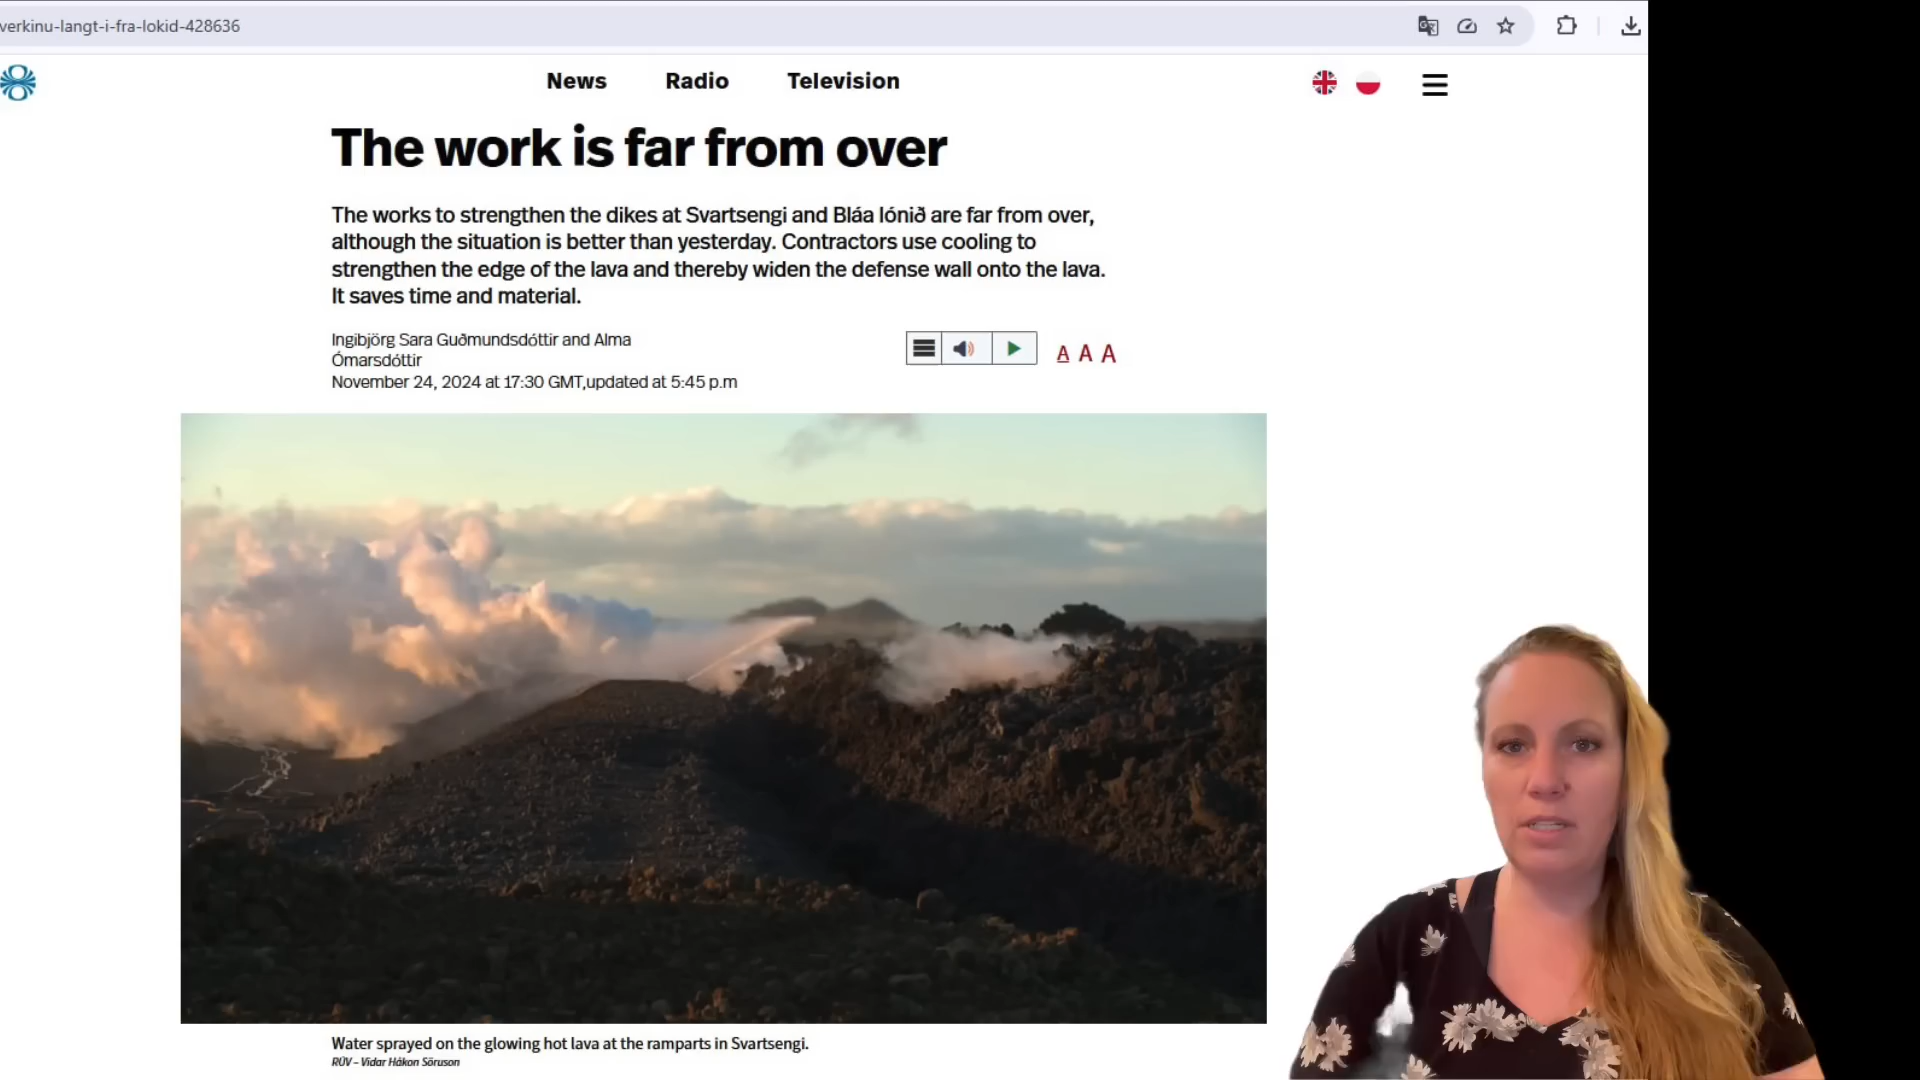 verkinu-langt-i-fra-lokid-428636
News Radio Television
The work is far from over
The works to strengthen the dikes at Svartsengi and Bláa lónið are far from over,
although the situation is better than yesterday. Contractors use cooling to
strengthen the edge of the lava and thereby widen the defense wall onto the lava.
It saves time and material.
Ingibjörg Sara Guðmundsdóttir and Alma
Ómarsdóttir
November 24, 2024 at 17:30 GMT,updated at 5:45 p.m
A A A
Water sprayed on the glowing hot lava at the ramparts in Svartsengi.
RÚV – Vidar Håkon Söruson